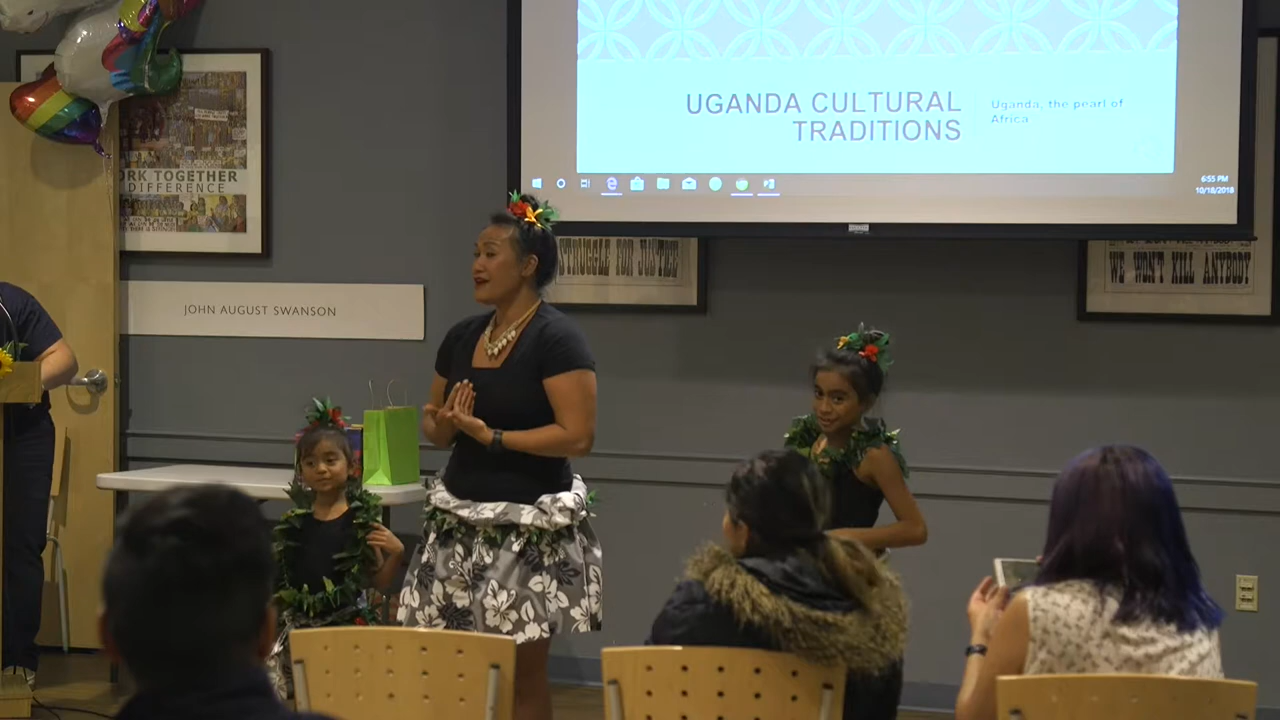 UGANDA CULTURAL
TRADITIONS
Uganda, the pearl of
Africa
6:55 PM
10/18/2018
ORK TOGETHER
DIFFERENCE
JOHN AUGUST SWANSON
STRUGGLE FOR JUSTICE
WE WON'T KILL ANYBODY